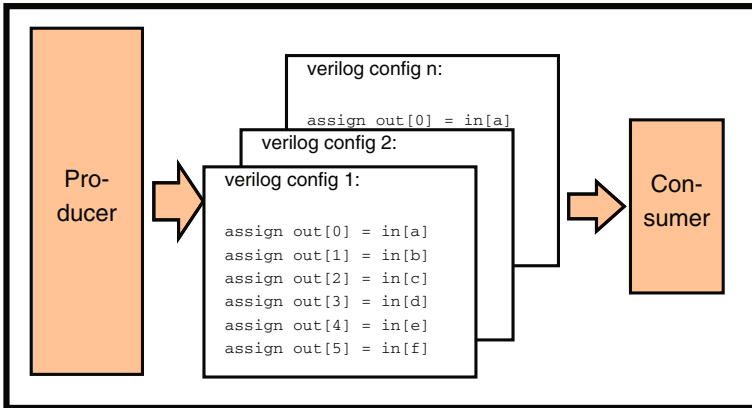 Pro-
ducer
verilog config n:
assign out[0] = in[a]
verilog config 2:
verilog config 1:
assign out[0] = in[a]
assign out[1] = in[b]
assign out[2] = in[c]
assign out[3] = in[d]
assign out[4] = in[e]
assign out[5] = in[f]
Con-
sumer